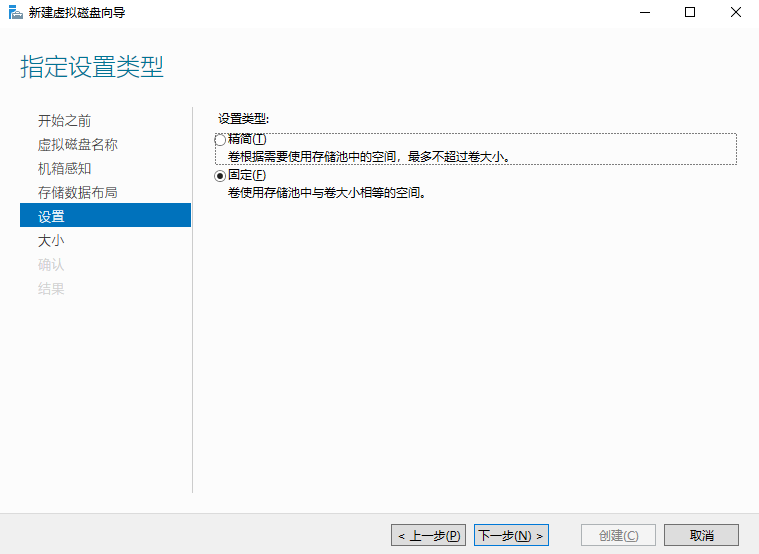 新建虚拟磁盘向导
指定设置类型
开始之前
虚拟磁盘名称
机箱感知
存储数据布局
设置
大小
确认
结果
设置类型:
精简(T)
卷根据需要使用存储池中的空间，最多不超过卷大小。
固定(F)
卷使用存储池中与卷大小相等的空间。
< 上一步(P)
下一步(N) >
创建(C)
取消